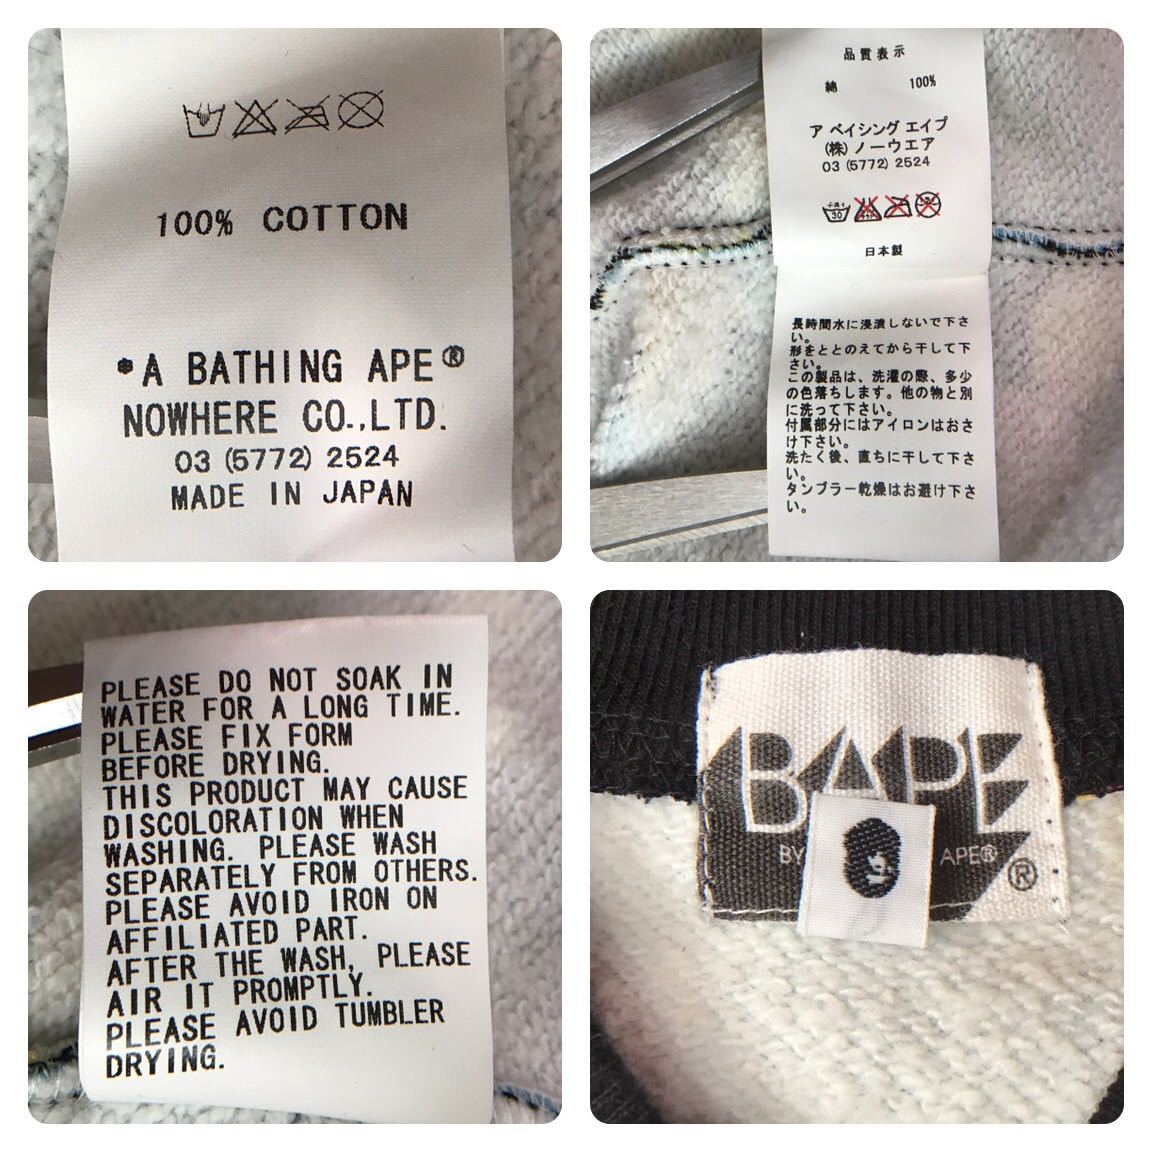 100% COTTON
•A BATHING APE®
NOWHERE CO.,LTD.
03 (5772) 2524
MADE IN JAPAN
品質表示
綿 100%
ア ベイシング エイプ
(株) ノーウエア
03 (5772) 2524
30
日本製
長時間水に浸漬しないで下さ
い。
形をととのえてから干して下
さい。
この製品は、洗濯の際、多少
の色落ちします。他の物と別
に洗って下さい。
付属部分にはアイロンはおさ
け下さい。
洗たく後、直ちに干して下さ
い。
タンブラー乾燥はお避け下さ
い。
PLEASE DO NOT SOAK IN
WATER FOR A LONG TIME.
PLEASE FIX FORM
BEFORE DRYING.
THIS PRODUCT MAY CAUSE
DISCOLORATION WHEN
WASHING. PLEASE WASH
SEPARATELY FROM OTHERS.
PLEASE AVOID IRON ON
AFFILIATED PART.
AFTER THE WASH, PLEASE
AIR IT PROMPTLY.
PLEASE AVOID TUMBLER
DRYING.
BAPE
BY APE®
®